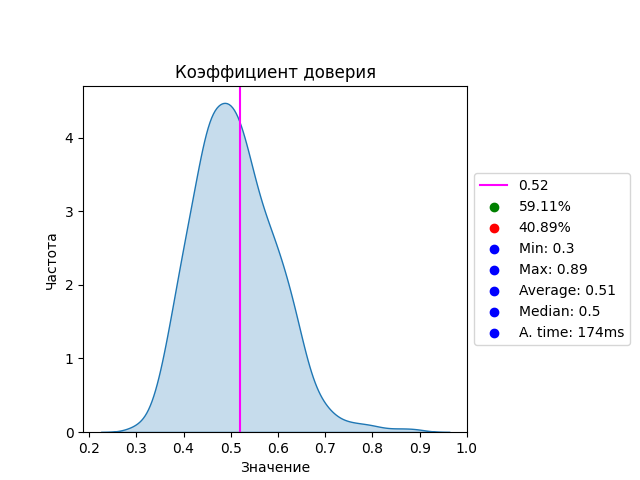 Коэффициент доверия
Частота
4
3
2
1
0
0.2 0.3 0.4 0.5 0.6 0.7 0.8 0.9 1.0
Значение
0.52
59.11%
40.89%
Min: 0.3
Max: 0.89
Average: 0.51
Median: 0.5
A. time: 174ms